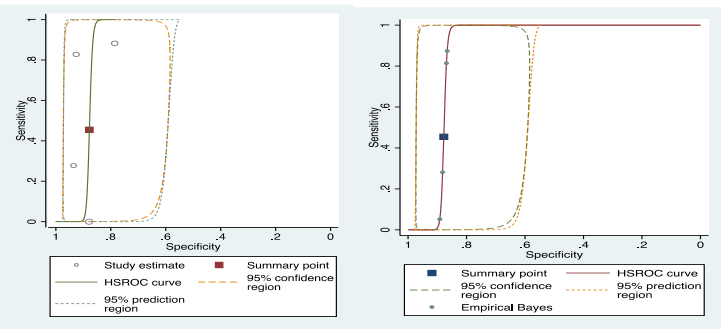 1
.8
.6
.4
.2
0
Sensitivity
1
.8
.6
.4
.2
0
Specificity
Study estimate
Summary point
HSROC curve
95% confidence
region
95% prediction
region
1
.8
.6
.4
.2
0
Sensitivity
1
.8
.6
.4
.2
0
Specificity
Summary point
HSROC curve
95% confidence
region
95% prediction
region
Empirical Bayes